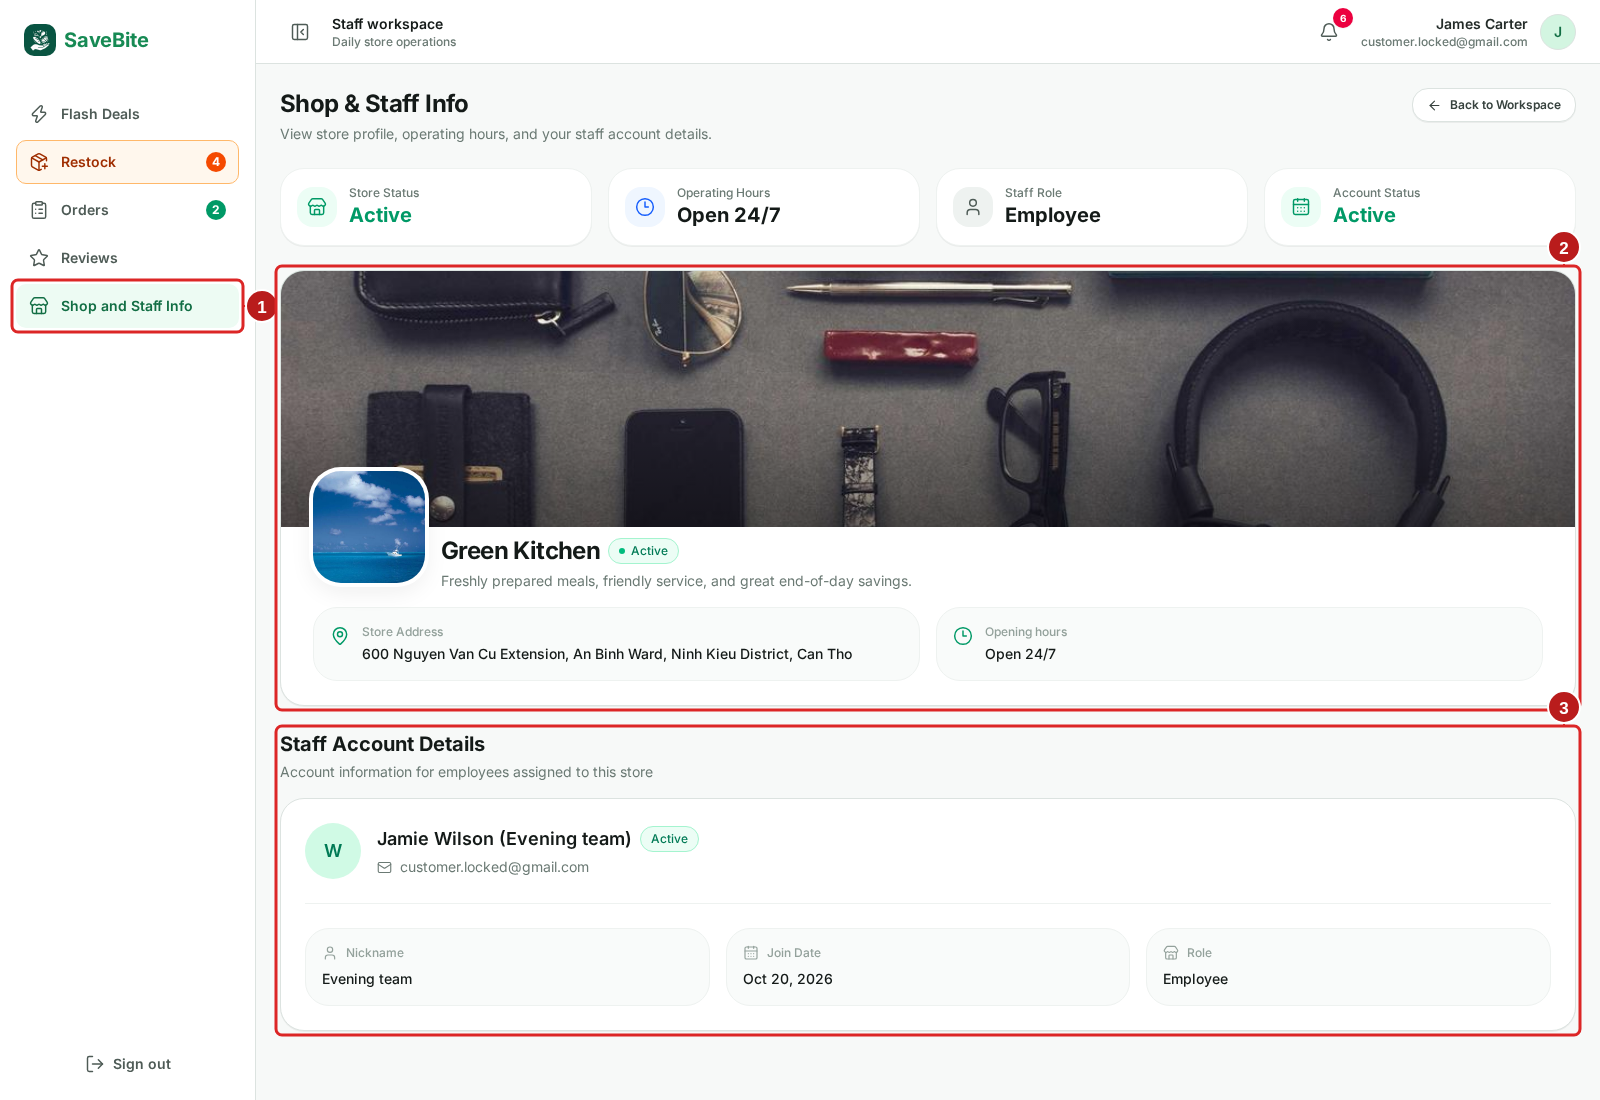 SaveBite
Flash Deals
Restock 4
Orders 2
Reviews
Shop and Staff Info
1
Sign out
Staff workspace
Daily store operations
6
James Carter
customer.locked@gmail.com
J
Shop & Staff Info
View store profile, operating hours, and your staff account details.
Back to Workspace
Store Status
Active
Operating Hours
Open 24/7
Staff Role
Employee
Account Status
Active
2
Green Kitchen
Active
Freshly prepared meals, friendly service, and great end-of-day savings.
Store Address
600 Nguyen Van Cu Extension, An Binh Ward, Ninh Kieu District, Can Tho
Opening hours
Open 24/7
3
Staff Account Details
Account information for employees assigned to this store
W
Jamie Wilson (Evening team)
Active
customer.locked@gmail.com
Nickname
Evening team
Join Date
Oct 20, 2026
Role
Employee